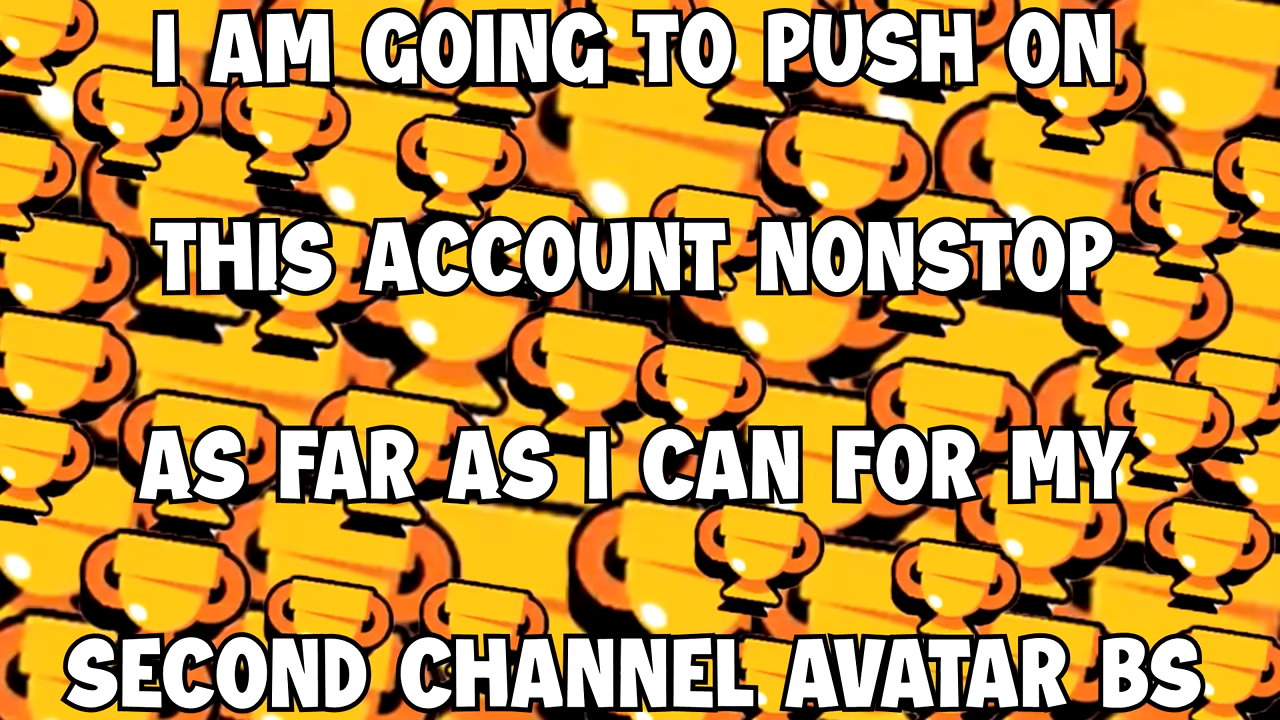 I AM GOING TO PUSH ON
THIS ACCOUNT NONSTOP
AS FAR AS I CAN FOR MY
SECOND CHANNEL AVATAR BS